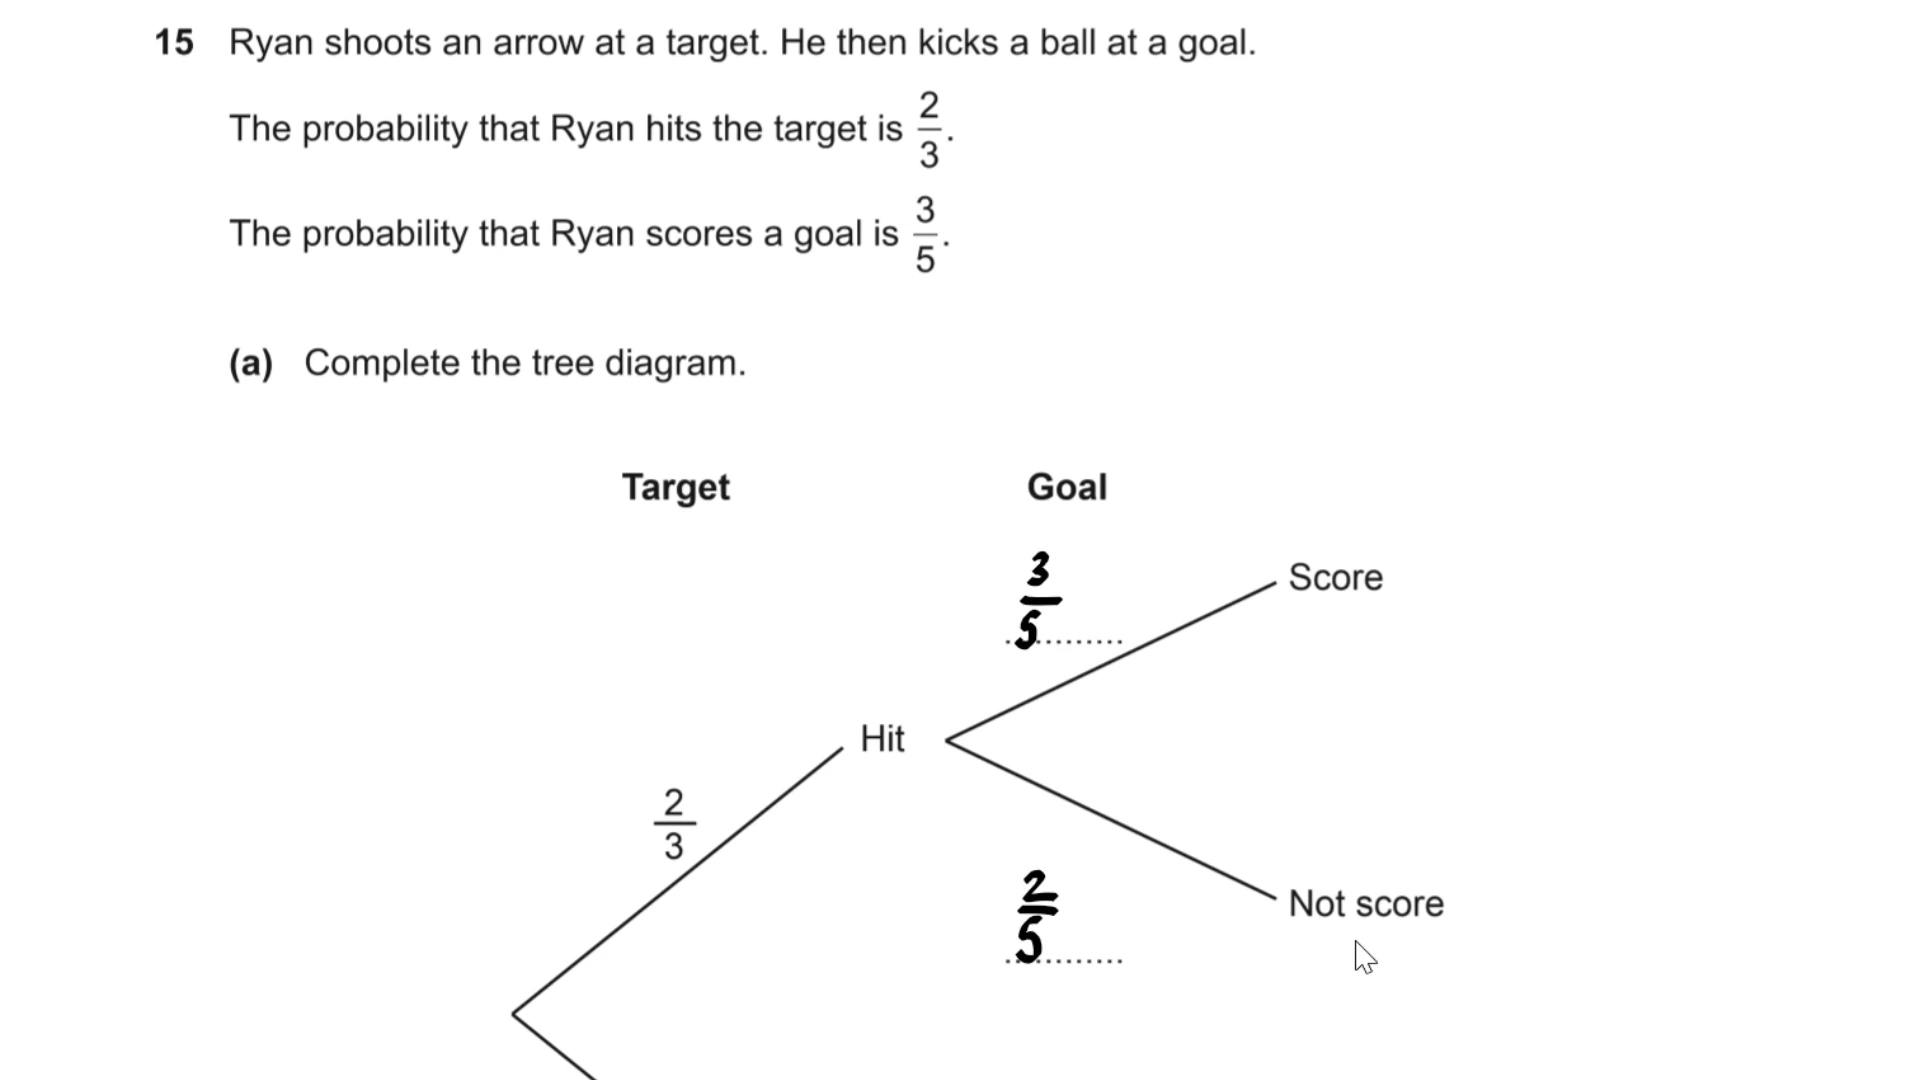 15 Ryan shoots an arrow at a target. He then kicks a ball at a goal.
The probability that Ryan hits the target is 2/3.
The probability that Ryan scores a goal is 3/5.
(a) Complete the tree diagram.
Target Goal
3/5
Score
Hit
2/3
2/5
Not score